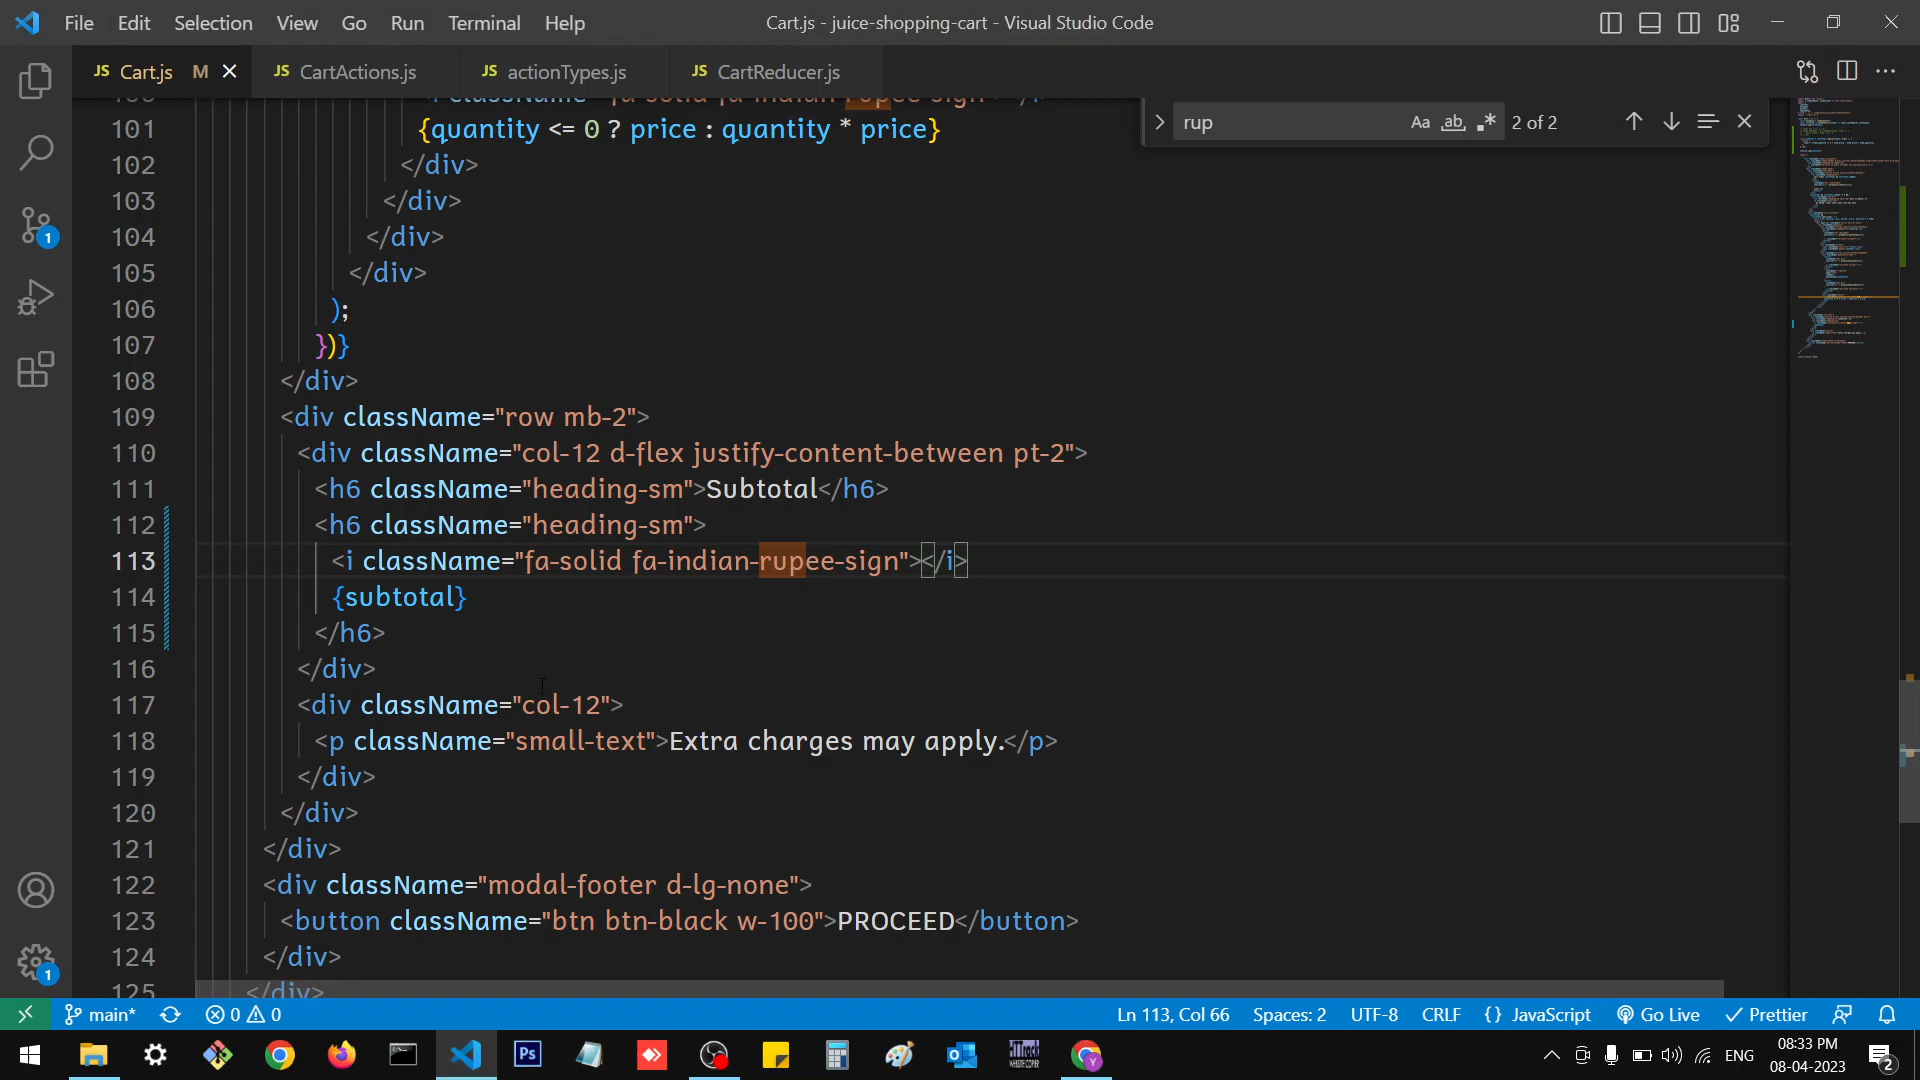 File Edit Selection View Go Run Terminal Help
Cart.js - juice-shopping-cart - Visual Studio Code
JS Cart.js M
JS CartActions.js
JS actionTypes.js
JS CartReducer.js
rup
Aa ab 2 of 2
101 {quantity <= 0 ? price : quantity * price}
102 </div>
103 </div>
104 </div>
105 </div>
106 );
107 })}
108 </div>
109 <div className="row mb-2">
110 <div className="col-12 d-flex justify-content-between pt-2">
111 <h6 className="heading-sm">Subtotal</h6>
112 <h6 className="heading-sm">
113 <i className="fa-solid fa-indian-rupee-sign"></i>
114 {subtotal}
115 </h6>
116 </div>
117 <div className="col-12">
118 <p className="small-text">Extra charges may apply.</p>
119 </div>
120 </div>
121 </div>
122 <div className="modal-footer d-lg-none">
123 <button className="btn btn-black w-100">PROCEED</button>
124 </div>
125 </div>
1
1
main* 0 0 Ln 113, Col 66 Spaces: 2 UTF-8 CRLF {} JavaScript Go Live Prettier
Ps
ENG
08:33 PM
08-04-2023
2